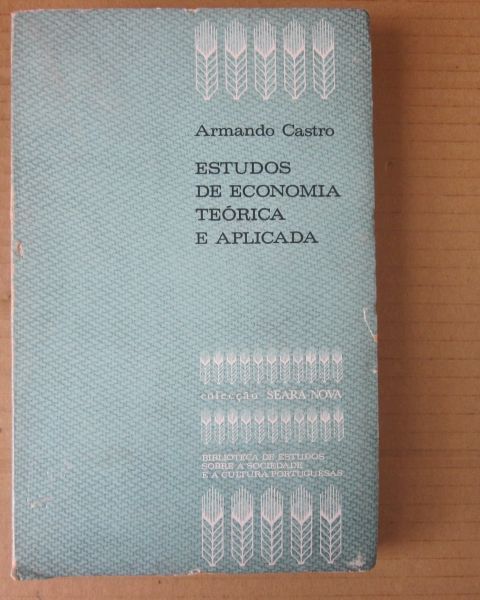 Armando Castro
ESTUDOS
DE ECONOMIA
TEÓRICA
E APLICADA
colecção SEARA NOVA
BIBLIOTECA DE ESTUDOS
SOBRE A SOCIEDADE
E A CULTURA PORTUGUESAS